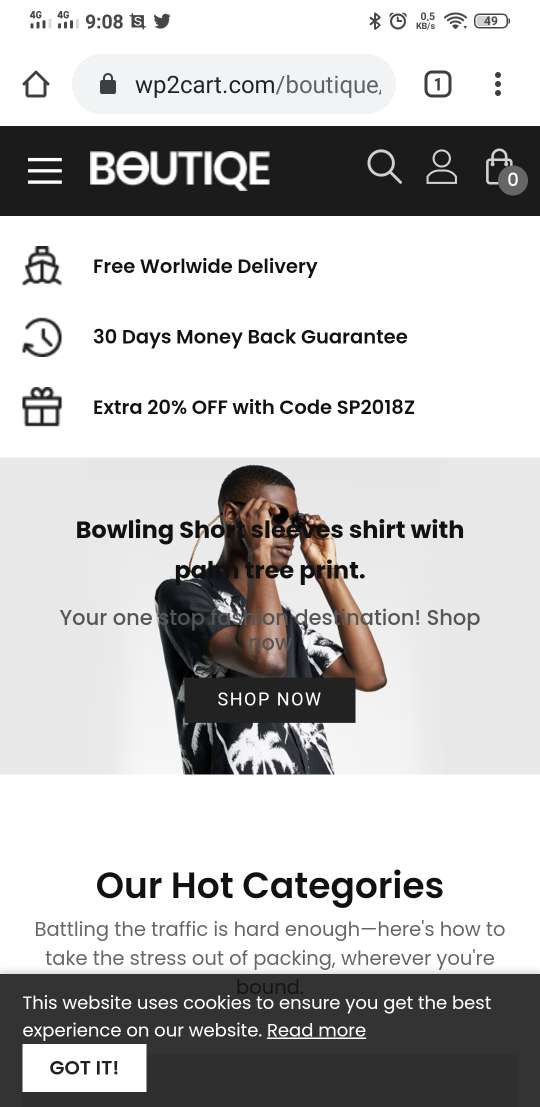 4G 4G 9:08 0,5 KB/s 49
wp2cart.com/boutique/ 1
BOUTIQE 0
Free Worlwide Delivery
30 Days Money Back Guarantee
Extra 20% OFF with Code SP2018Z
Bowling Short sleeves shirt with
palm tree print.
Your one stop fashion destination! Shop
now
SHOP NOW
Our Hot Categories
Battling the traffic is hard enough—here's how to
take the stress out of packing, wherever you're
bound.
This website uses cookies to ensure you get the best
experience on our website. Read more
GOT IT!